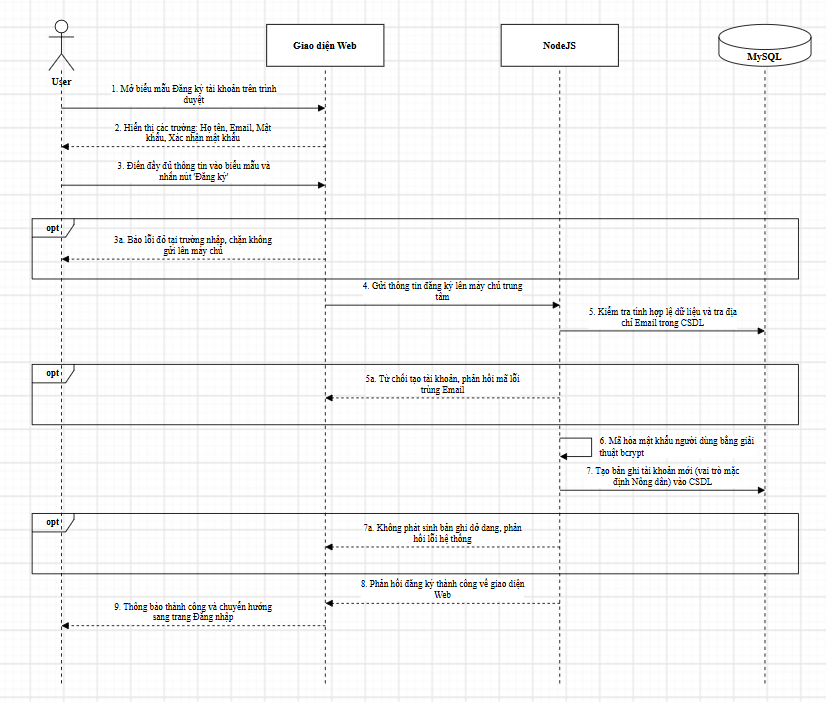 Giao diện Web
NodeJS
MySQL
User
1. Mở biểu mẫu Đăng ký tài khoản trên trình
duyệt
2. Hiển thị các trường: Họ tên, Email, Mật
khẩu, Xác nhận mật khẩu
3. Điền đầy đủ thông tin vào biểu mẫu và
nhấn nút 'Đăng ký'
opt
3a. Báo lỗi đỏ tại trường nhập, chặn không
gửi lên máy chủ
4. Gửi thông tin đăng ký lên máy chủ trung
tâm
5. Kiểm tra tính hợp lệ dữ liệu và tra địa
chỉ Email trong CSDL
opt
5a. Từ chối tạo tài khoản, phản hồi mã lỗi
trùng Email
6. Mã hóa mật khẩu người dùng bằng giải
thuật bcrypt
7. Tạo bản ghi tài khoản mới (vai trò mặc
định Nông dân) vào CSDL
opt
7a. Không phát sinh bản ghi dở dang, phản
hồi lỗi hệ thống
8. Phản hồi đăng ký thành công về giao diện
Web
9. Thông báo thành công và chuyển hướng
sang trang Đăng nhập